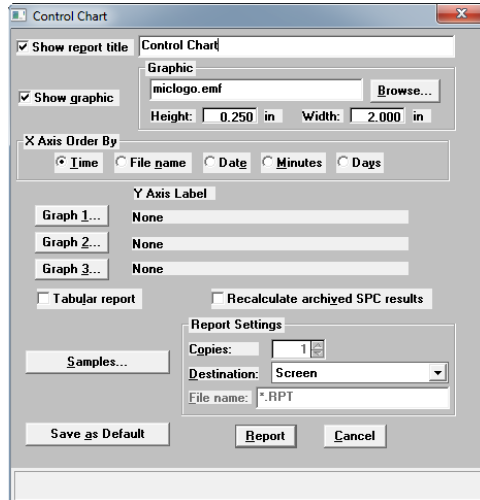 Control Chart
Show report title Control Chart
Graphic
miclogo.emf Browse...
Show graphic
Height: 0.250 in Width: 2.000 in
X Axis Order By
Time File name Date Minutes Days
Y Axis Label
Graph 1... None
Graph 2... None
Graph 3... None
Tabular report Recalculate archived SPC results
Report Settings
Copies: 1
Samples...
Destination: Screen
File name: *.RPT
Save as Default Report Cancel